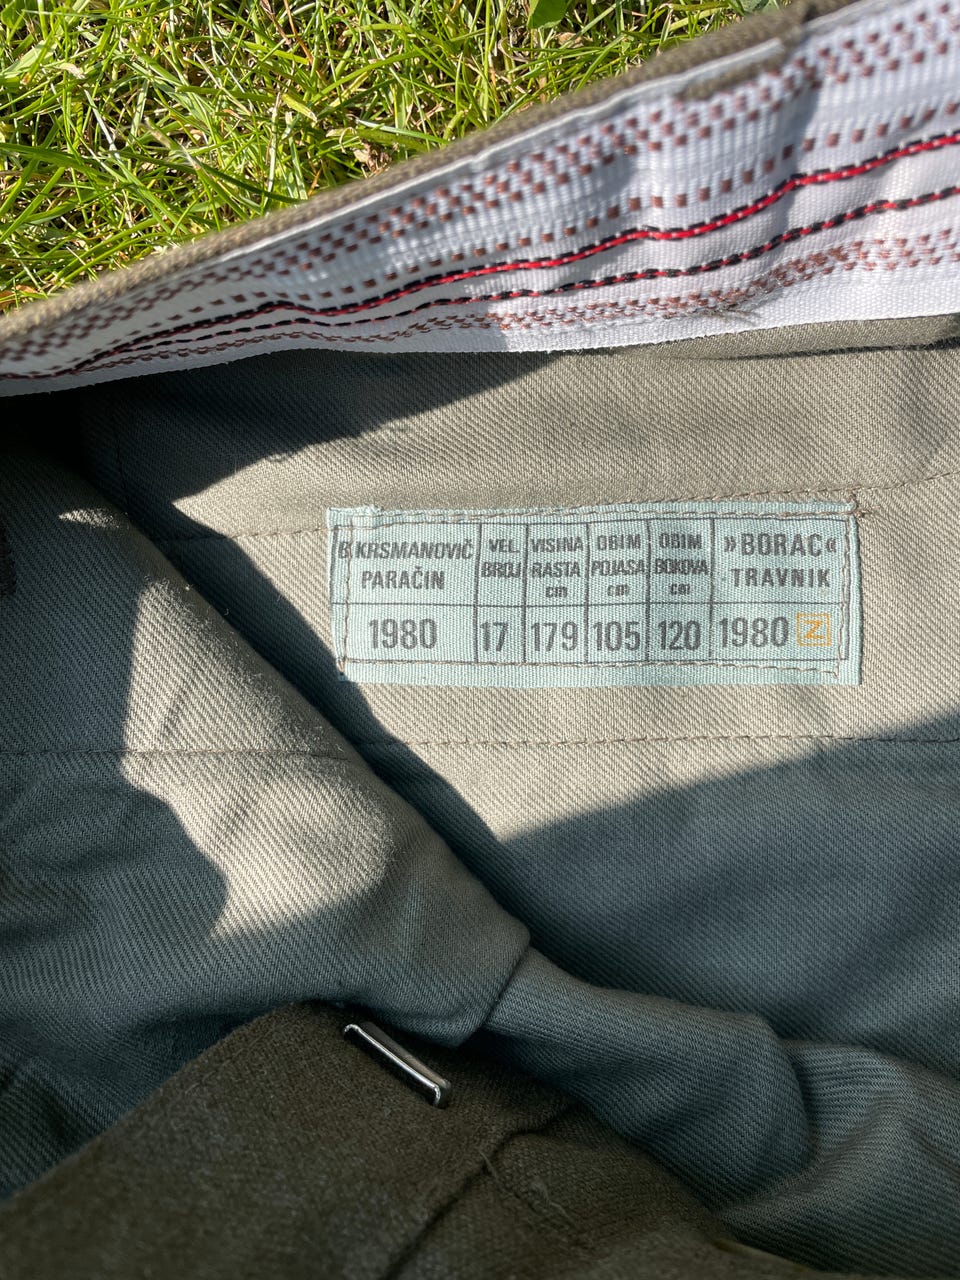 B KRSMANOVIĆ PARAČIN
1980
VEL. BROJ
17
VISINA RASTA cm
179
OBIM POJASA cm
105
OBIM BOKOVA cm
120
»BORAC« TRAVNIK
1980 Z